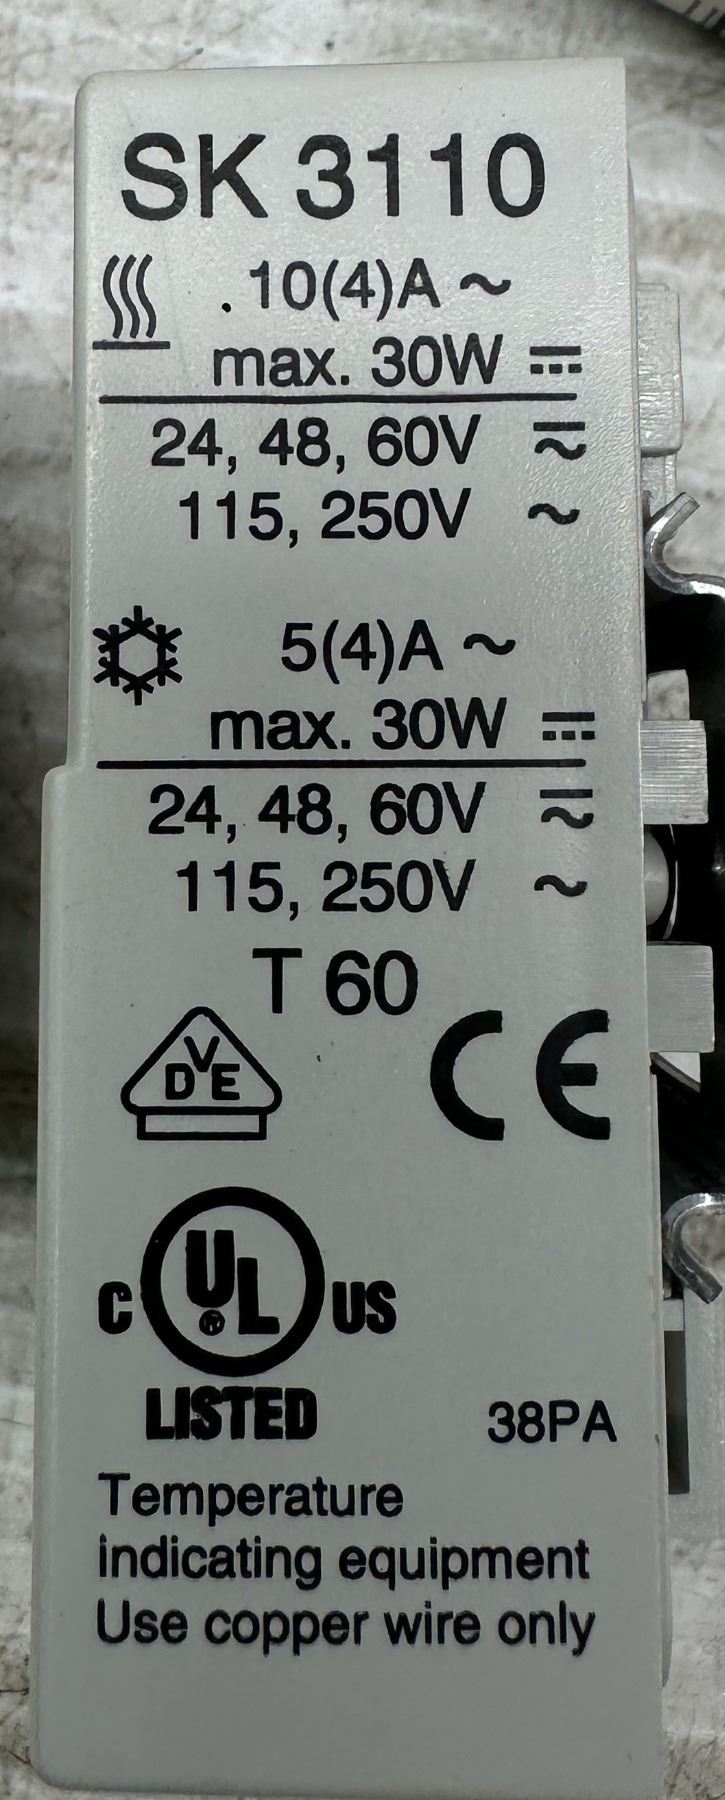 SK 3110
10(4)A ~
max. 30W ⎓
24, 48, 60V ⏦
115, 250V ~
5(4)A ~
max. 30W ⎓
24, 48, 60V ⏦
115, 250V ~
T 60
VDE
CE
C UL® US
LISTED
38PA
Temperature
indicating equipment
Use copper wire only